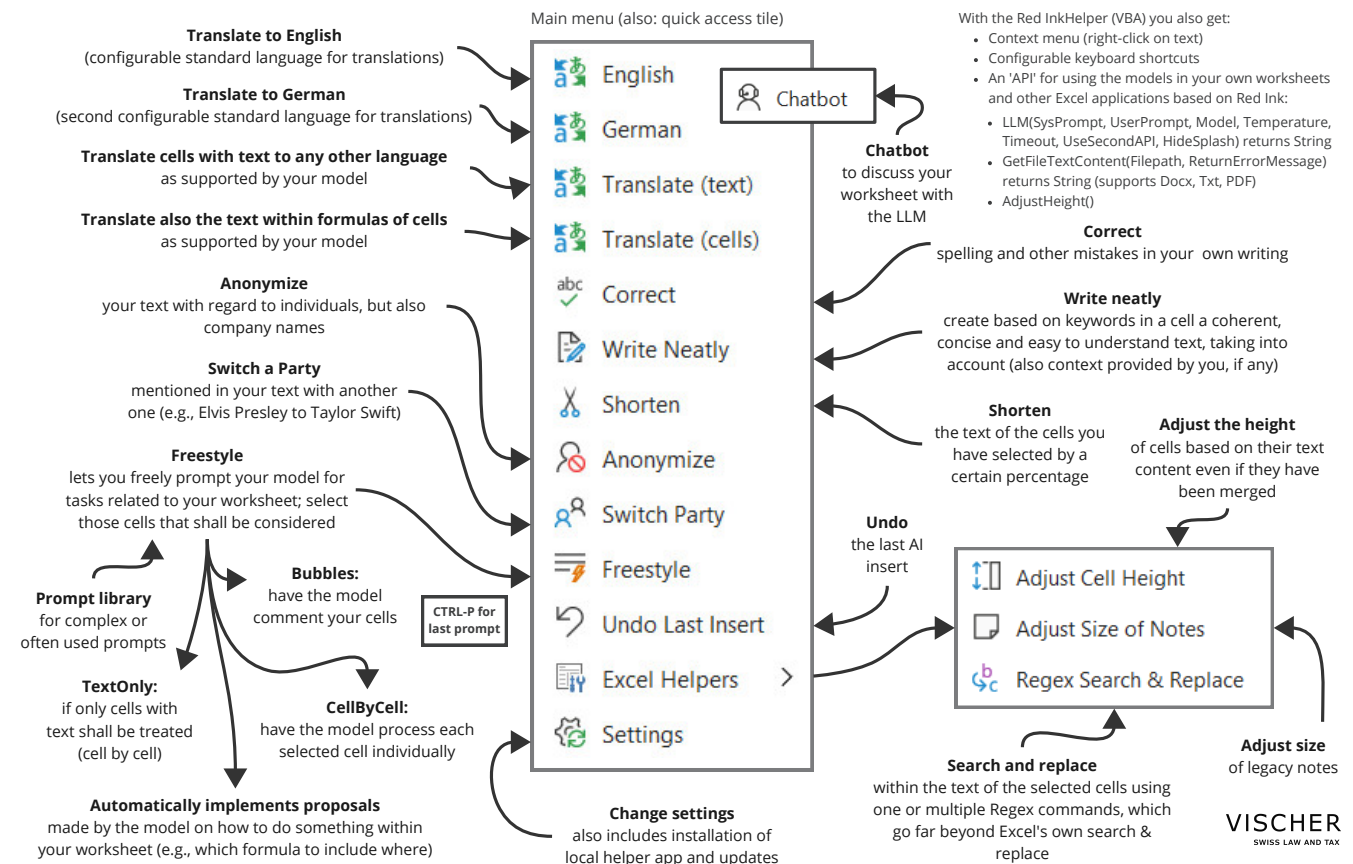 Main menu (also: quick access tile)
Translate to English
(configurable standard language for translations)
Translate to German
(second configurable standard language for translations)
Translate cells with text to any other language
as supported by your model
Translate also the text within formulas of cells
as supported by your model
Anonymize
your text with regard to individuals, but also
company names
Switch a Party
mentioned in your text with another
one (e.g., Elvis Presley to Taylor Swift)
Freestyle
lets you freely prompt your model for
tasks related to your worksheet; select
those cells that shall be considered
Prompt library
for complex or
often used prompts
Bubbles:
have the model
comment your cells
CTRL-P for
last prompt
TextOnly:
if only cells with
text shall be treated
(cell by cell)
CellByCell:
have the model process each
selected cell individually
Automatically implements proposals
made by the model on how to do something within
your worksheet (e.g., which formula to include where)
English
German
Translate (text)
Translate (cells)
abc
Correct
Write Neatly
Shorten
Anonymize
Switch Party
Freestyle
Undo Last Insert
Excel Helpers
Settings
Chatbot
Chatbot
to discuss your
worksheet with
the LLM
With the Red InkHelper (VBA) you also get:
• Context menu (right-click on text)
• Configurable keyboard shortcuts
• An 'API' for using the models in your own worksheets
and other Excel applications based on Red Ink:
• LLM(SysPrompt, UserPrompt, Model, Temperature,
Timeout, UseSecondAPI, HideSplash) returns String
• GetFileTextContent(Filepath, ReturnErrorMessage)
returns String (supports Docx, Txt, PDF)
• AdjustHeight()
Correct
spelling and other mistakes in your own writing
Write neatly
create based on keywords in a cell a coherent,
concise and easy to understand text, taking into
account (also context provided by you, if any)
Shorten
the text of the cells you
have selected by a
certain percentage
Adjust the height
of cells based on their text
content even if they have
been merged
Undo
the last AI
insert
Adjust Cell Height
Adjust Size of Notes
b
c
Regex Search & Replace
Search and replace
within the text of the selected cells using
one or multiple Regex commands, which
go far beyond Excel's own search &
replace
Adjust size
of legacy notes
Change settings
also includes installation of
local helper app and updates
VISCHER
SWISS LAW AND TAX